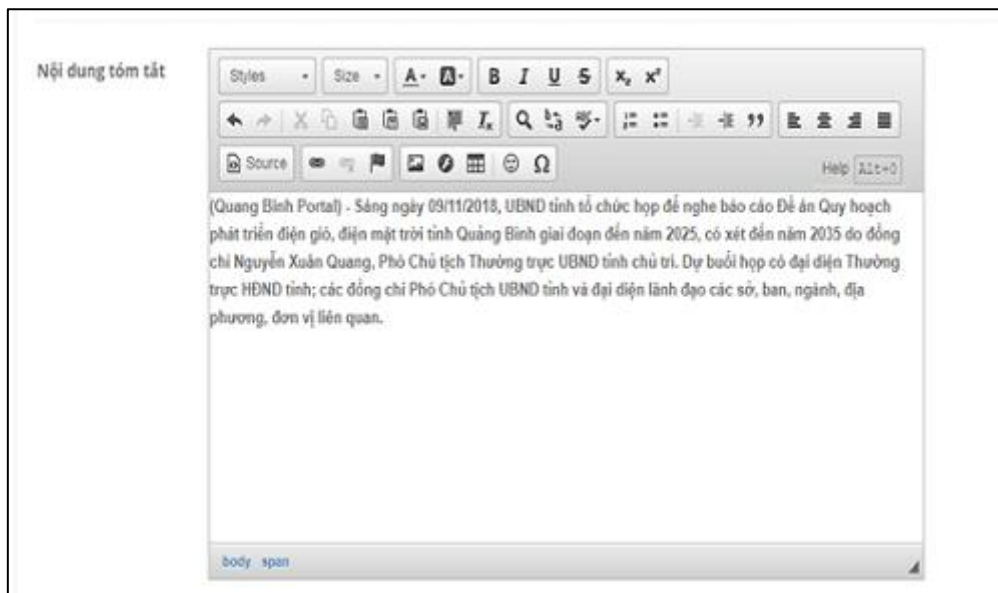 Nội dung tóm tắt
Styles Size A A B I U S x₂ x²
Source Ω Help Alt+0
(Quang Binh Portal) - Sáng ngày 09/11/2018, UBND tỉnh tổ chức họp để nghe báo cáo Đề án Quy hoạch
phát triển điện gió, điện mặt trời tỉnh Quảng Bình giai đoạn đến năm 2025, có xét đến năm 2035 do đồng
chí Nguyễn Xuân Quang, Phó Chủ tịch Thường trực UBND tỉnh chủ trì. Dự buổi họp có đại diện Thường
trực HĐND tỉnh; các đồng chí Phó Chủ tịch UBND tỉnh và đại diện lãnh đạo các sở, ban, ngành, địa
phương, đơn vị liên quan.
body span